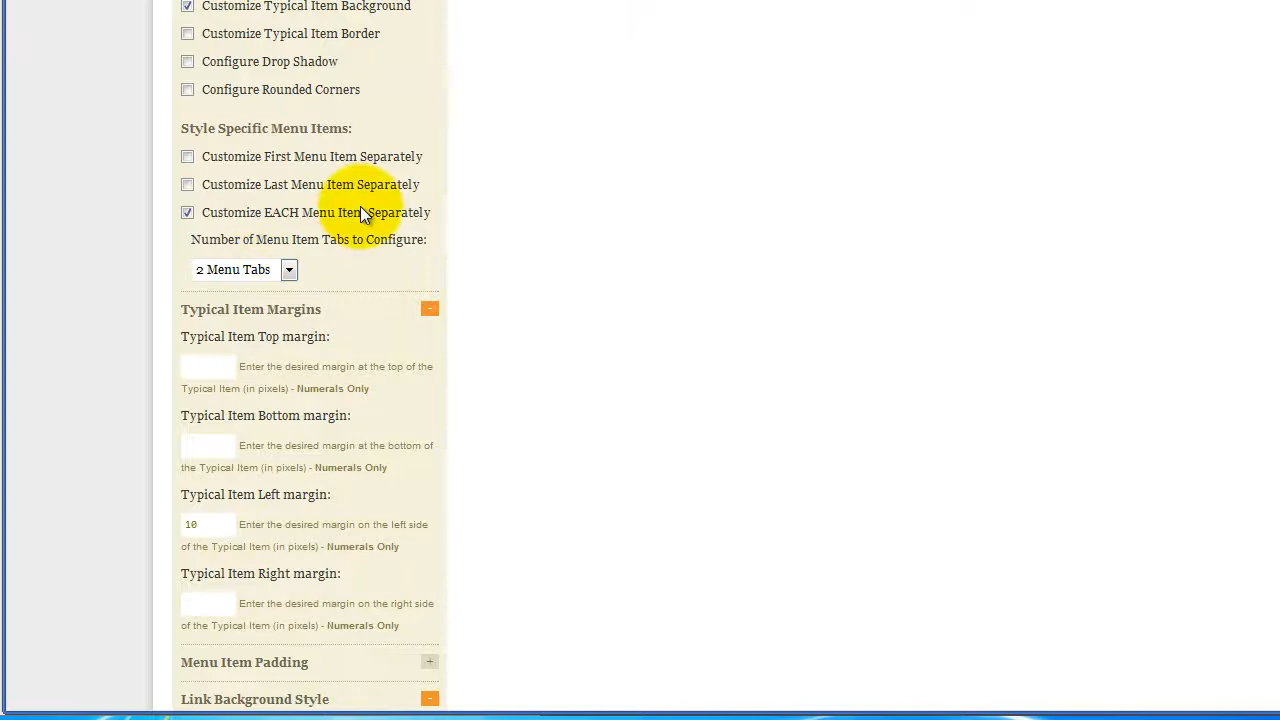 Customize Typical Item Background
Customize Typical Item Border
Configure Drop Shadow
Configure Rounded Corners
Style Specific Menu Items:
Customize First Menu Item Separately
Customize Last Menu Item Separately
Customize EACH Menu Item Separately
Number of Menu Item Tabs to Configure:
2 Menu Tabs
Typical Item Margins -
Typical Item Top margin:
Enter the desired margin at the top of the
Typical Item (in pixels) - Numerals Only
Typical Item Bottom margin:
Enter the desired margin at the bottom of
the Typical Item (in pixels) - Numerals Only
Typical Item Left margin:
10 Enter the desired margin on the left side
of the Typical Item (in pixels) - Numerals Only
Typical Item Right margin:
Enter the desired margin on the right side
of the Typical Item (in pixels) - Numerals Only
Menu Item Padding +
Link Background Style -